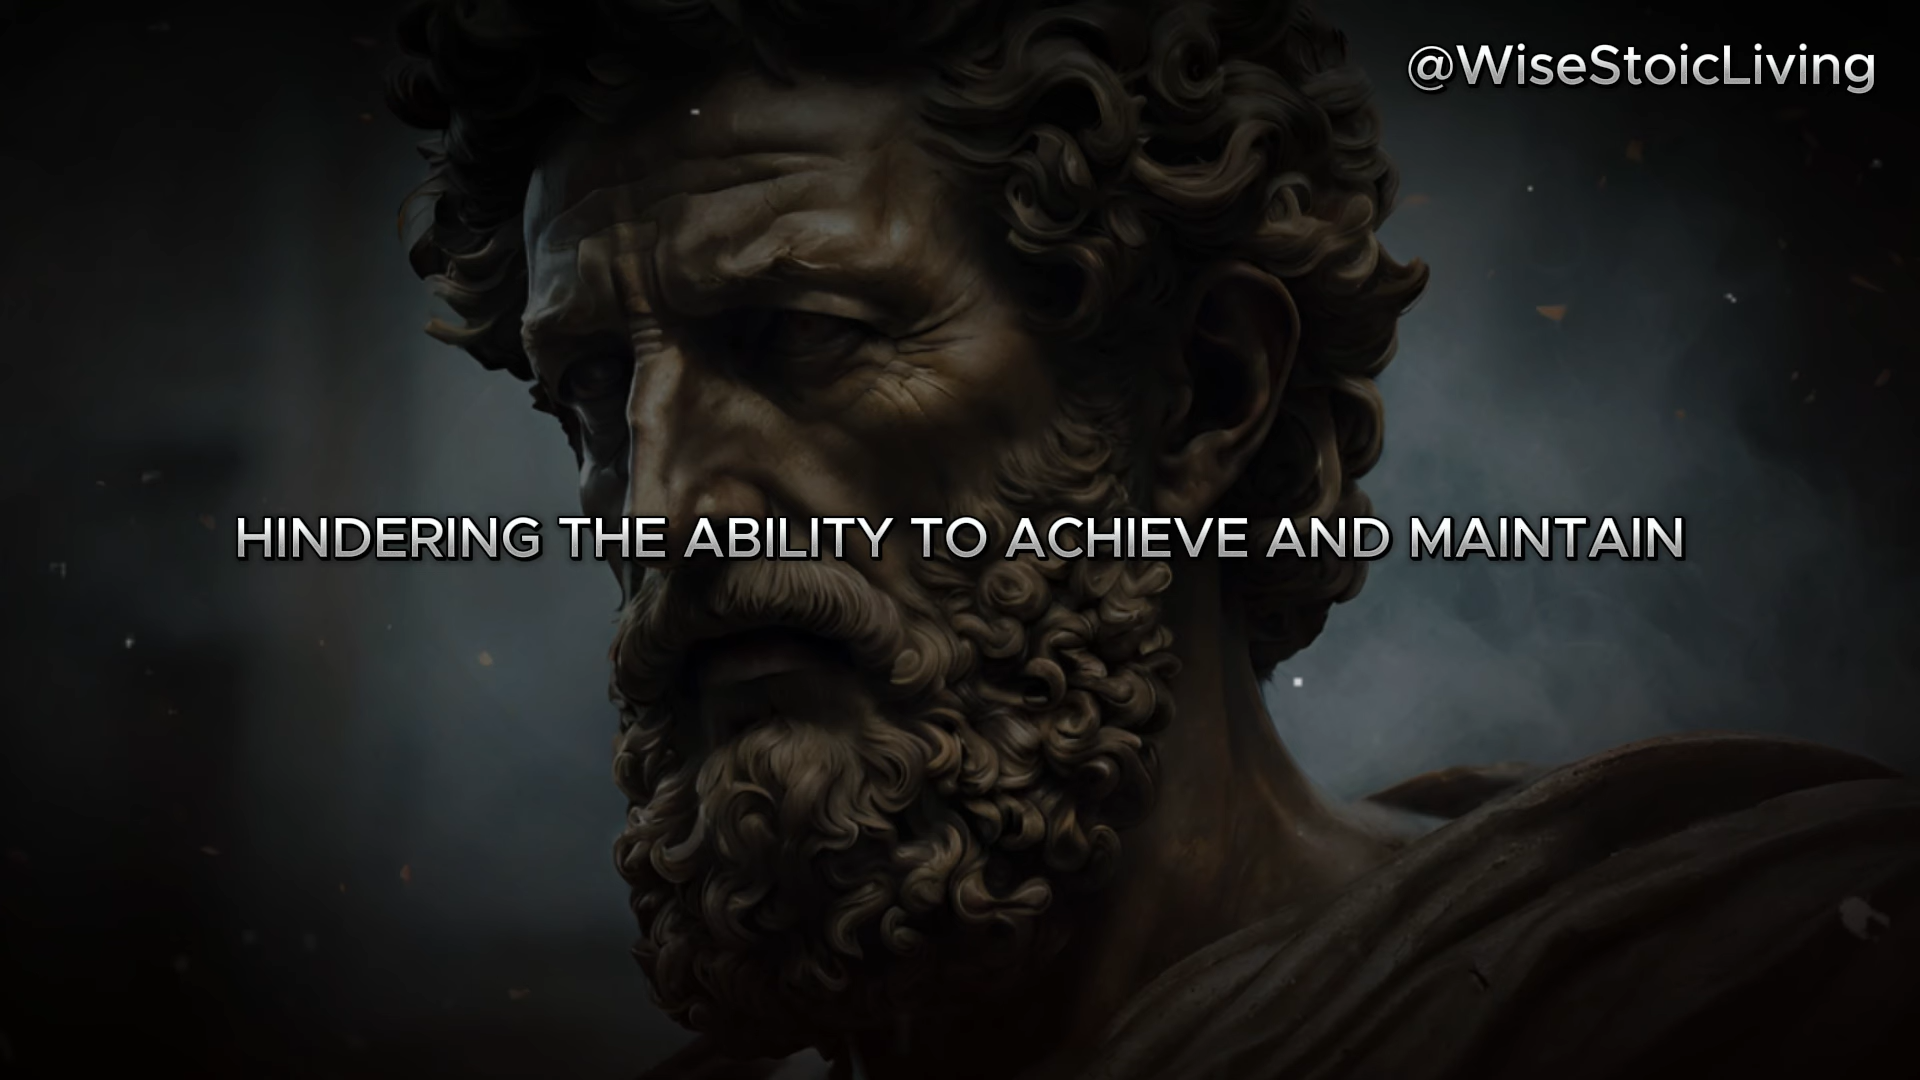 @WiseStoicLiving
HINDERING THE ABILITY TO ACHIEVE AND MAINTAIN